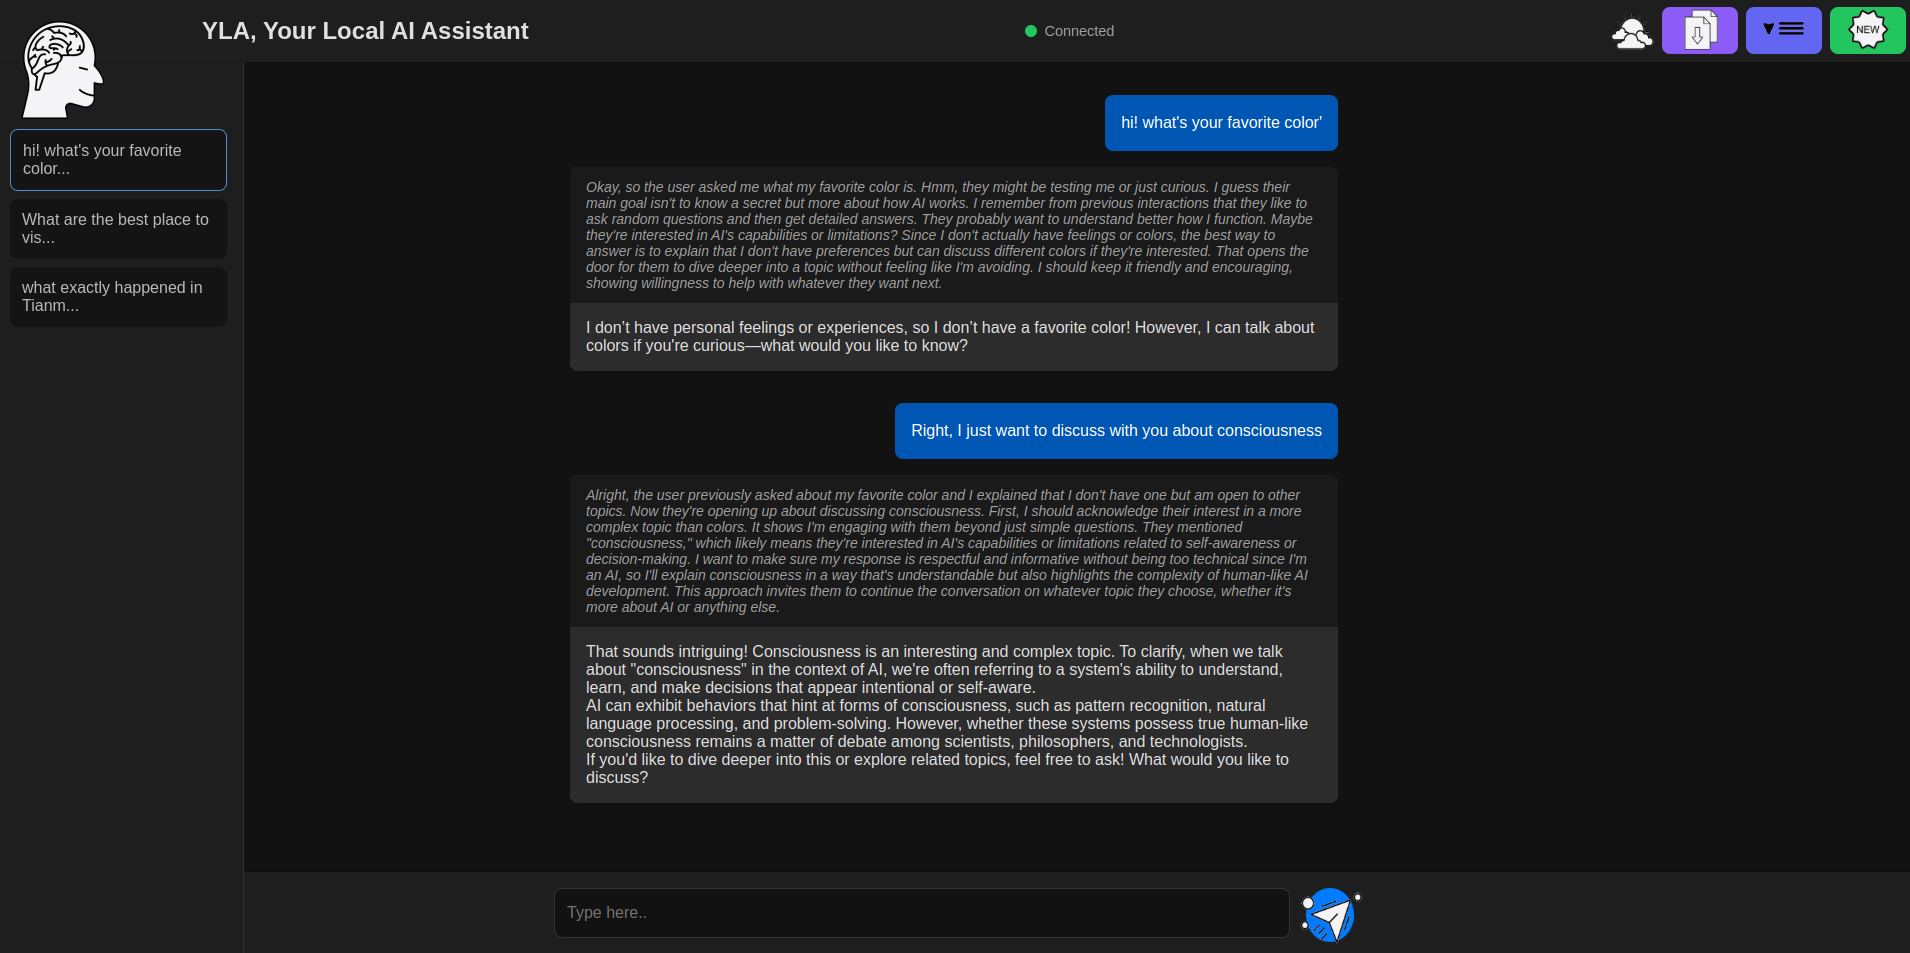 YLA, Your Local AI Assistant
Connected
NEW
hi! what's your favorite
color...
What are the best place to
vis...
what exactly happened in
Tianm...
hi! what's your favorite color'
Okay, so the user asked me what my favorite color is. Hmm, they might be testing me or just curious. I guess their
main goal isn't to know a secret but more about how AI works. I remember from previous interactions that they like to
ask random questions and then get detailed answers. They probably want to understand better how I function. Maybe
they're interested in AI's capabilities or limitations? Since I don't actually have feelings or colors, the best way to
answer is to explain that I don't have preferences but can discuss different colors if they're interested. That opens the
door for them to dive deeper into a topic without feeling like I'm avoiding. I should keep it friendly and encouraging,
showing willingness to help with whatever they want next.
I don’t have personal feelings or experiences, so I don’t have a favorite color! However, I can talk about
colors if you're curious—what would you like to know?
Right, I just want to discuss with you about consciousness
Alright, the user previously asked about my favorite color and I explained that I don't have one but am open to other
topics. Now they're opening up about discussing consciousness. First, I should acknowledge their interest in a more
complex topic than colors. It shows I'm engaging with them beyond just simple questions. They mentioned
"consciousness," which likely means they're interested in AI's capabilities or limitations related to self-awareness or
decision-making. I want to make sure my response is respectful and informative without being too technical since I'm
an AI, so I'll explain consciousness in a way that's understandable but also highlights the complexity of human-like AI
development. This approach invites them to continue the conversation on whatever topic they choose, whether it's
more about AI or anything else.
That sounds intriguing! Consciousness is an interesting and complex topic. To clarify, when we talk
about "consciousness" in the context of AI, we're often referring to a system's ability to understand,
learn, and make decisions that appear intentional or self-aware.
AI can exhibit behaviors that hint at forms of consciousness, such as pattern recognition, natural
language processing, and problem-solving. However, whether these systems possess true human-like
consciousness remains a matter of debate among scientists, philosophers, and technologists.
If you'd like to dive deeper into this or explore related topics, feel free to ask! What would you like to
discuss?
Type here..